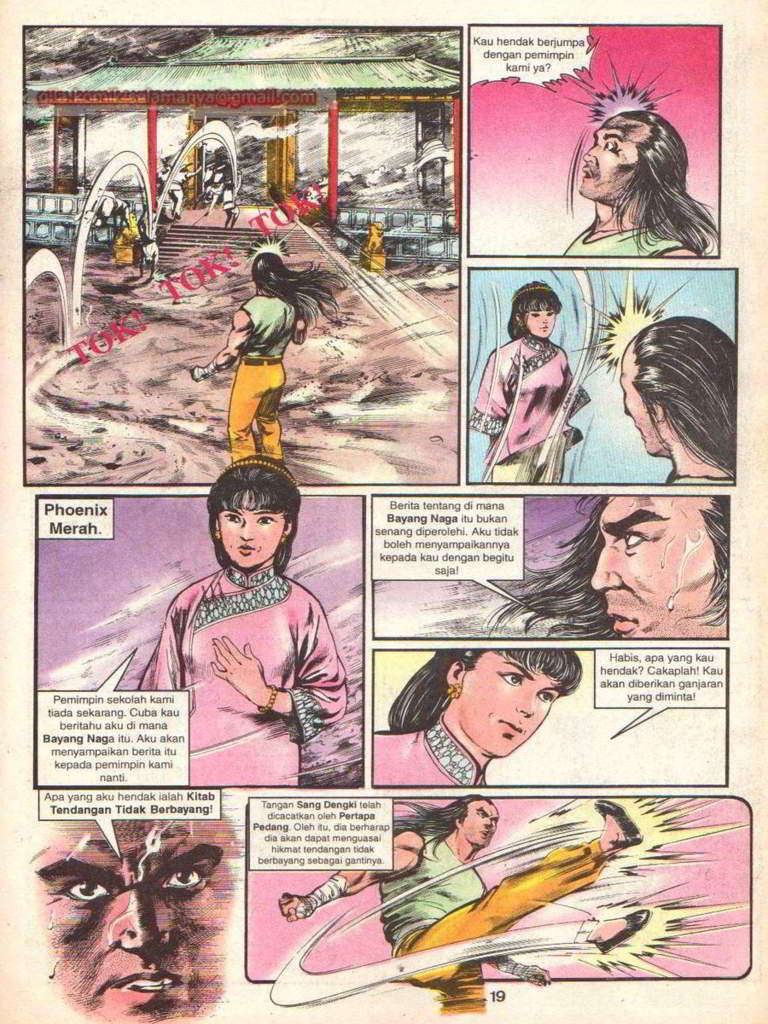 TOK! TOK! TOK! TOK!
Kau hendak berjumpa
dengan pemimpin
kami ya?
Phoenix
Merah.
Pemimpin sekolah kami
tiada sekarang. Cuba kau
beritahu aku di mana
Bayang Naga itu. Aku akan
menyampaikan berita itu
kepada pemimpin kami
nanti.
Berita tentang di mana
Bayang Naga itu bukan
senang diperolehi. Aku tidak
boleh menyampaikannya
kepada kau dengan begitu
saja!
Habis, apa yang kau
hendak? Cakaplah! Kau
akan diberikan ganjaran
yang diminta!
Apa yang aku hendak ialah Kitab
Tendangan Tidak Berbayang!
Tangan Sang Dengki telah
dicacatkan oleh Pertapa
Pedang. Oleh itu, dia berharap
dia akan dapat menguasai
hikmat tendangan tidak
berbayang sebagai gantinya.
19